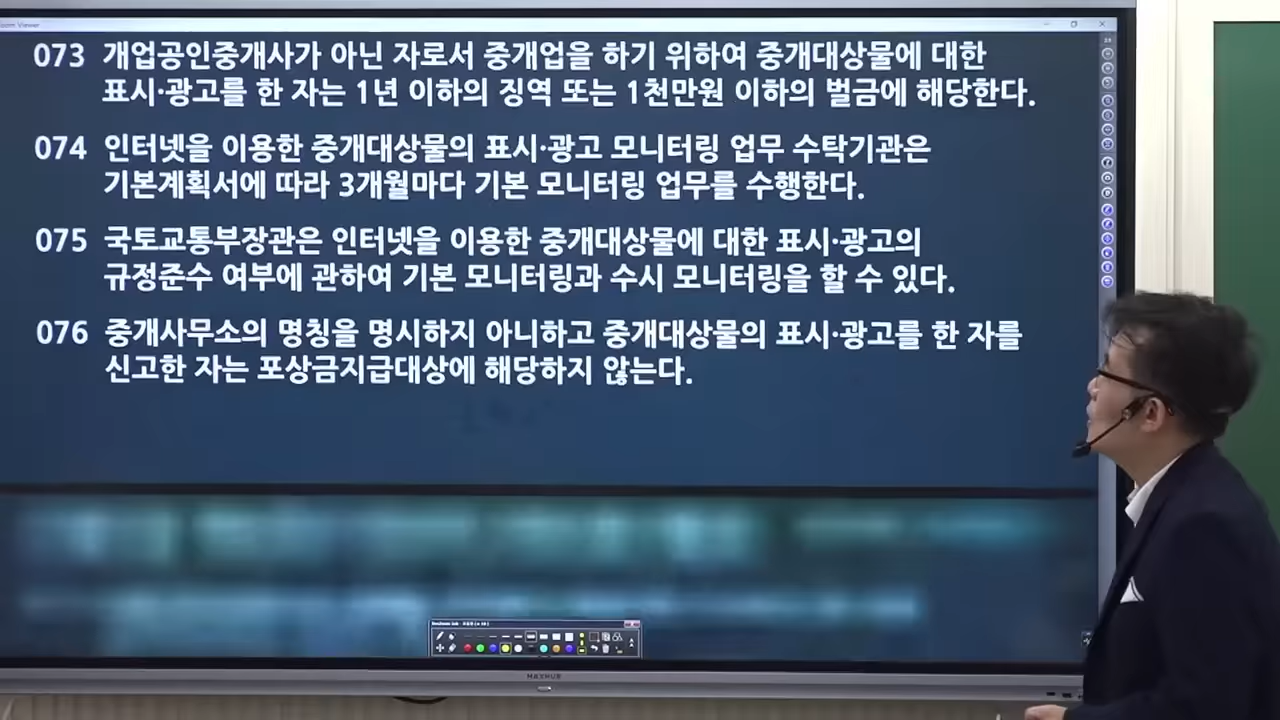 073 개업공인중개사가 아닌 자로서 중개업을 하기 위하여 중개대상물에 대한
표시·광고를 한 자는 1년 이하의 징역 또는 1천만원 이하의 벌금에 해당한다.
074 인터넷을 이용한 중개대상물의 표시·광고 모니터링 업무 수탁기관은
기본계획서에 따라 3개월마다 기본 모니터링 업무를 수행한다.
075 국토교통부장관은 인터넷을 이용한 중개대상물에 대한 표시·광고의
규정준수 여부에 관하여 기본 모니터링과 수시 모니터링을 할 수 있다.
076 중개사무소의 명칭을 명시하지 아니하고 중개대상물의 표시·광고를 한 자를
신고한 자는 포상금지급대상에 해당하지 않는다.
MAXHUB